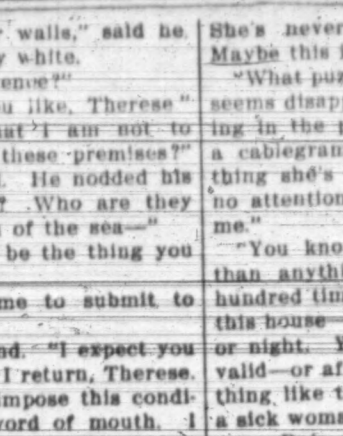 walls," said he.
white.
ence?"
u like, Therese"
at I am not to
these premises?"
. He nodded his
? Who are they
of the sea—"
be the thing you
me to submit to
nd. "I expect you
I return, Therese.
mpose this condi-
word of mouth. I
She's never
Maybe this i
"What puz
seems disapp
ing in the
a cablegran
thing she's
no attention
me."
"You kno
than anythi
hundred tim
this house—
or night. Y
valid—or af
thing like t
a sick woma